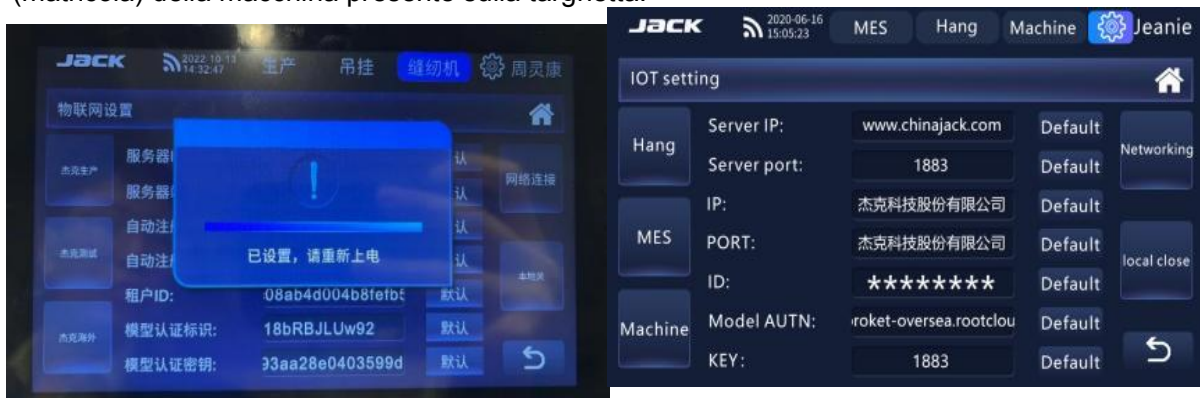 (matricola) della macchina presente sulla targhetta.
JACK 2022-10-13 14:32:47 生产 吊挂 缝纫机 周灵康
物联网设置
杰克生产 服务器 认 网络连接
服务器 认
自动注册 认
杰克测试 自动注册 认 本地关
租户ID: 08ab4d004b8fefb5 默认
杰克海外 模型认证标识: 18bRBJLUw92 默认
模型认证密钥: 93aa28e0403599d 默认
已设置，请重新上电
JACK 2020-06-16 15:05:23 MES Hang Machine Jeanie
IOT setting
Hang Server IP: www.chinajack.com Default Networking
Server port: 1883 Default
IP: 杰克科技股份有限公司 Default
MES PORT: 杰克科技股份有限公司 Default local close
ID: ******** Default
Machine Model AUTN: roket-oversea.rootclou Default
KEY: 1883 Default